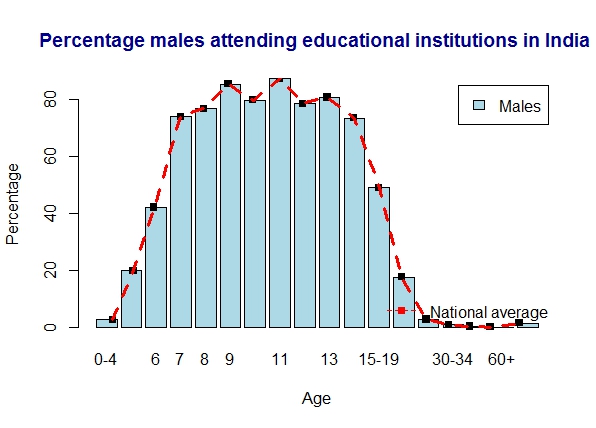 Percentage males attending educational institutions in India
Males
80
60
40
20
0
Percentage
National average
0-4 6 7 8 9 11 13 15-19 30-34 60+
Age